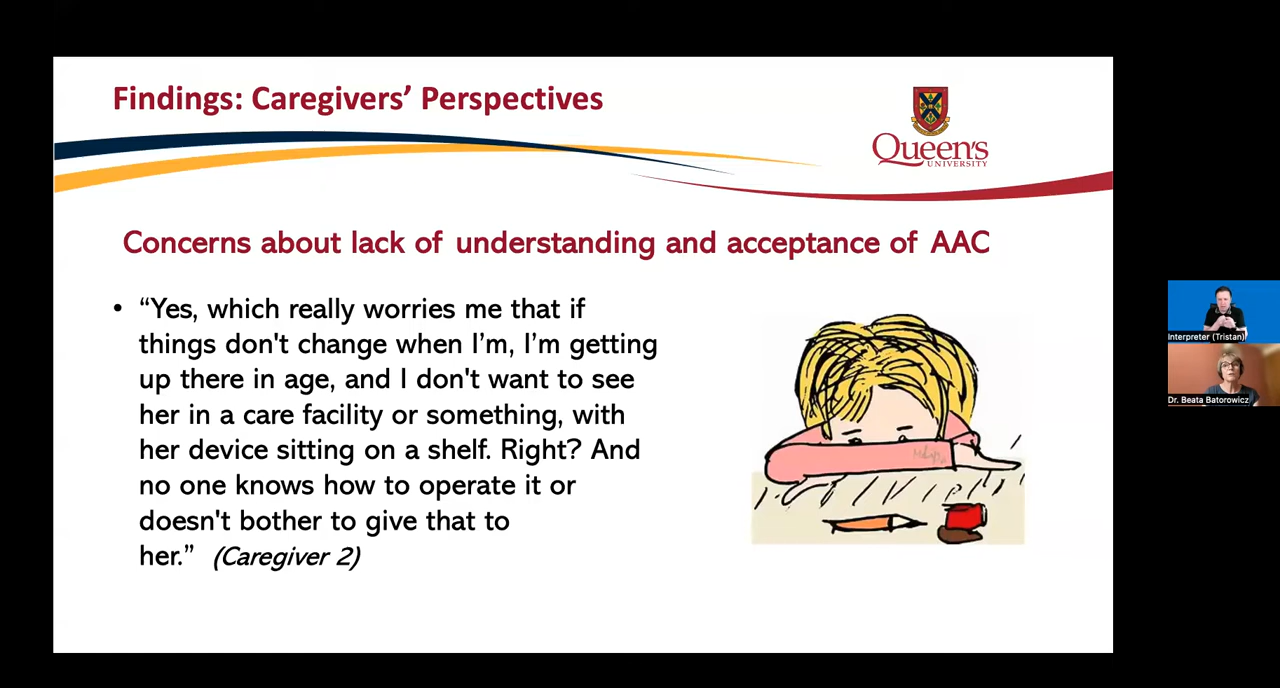 Findings: Caregivers’ Perspectives
Queen's
UNIVERSITY
Concerns about lack of understanding and acceptance of AAC
• “Yes, which really worries me that if
things don't change when I’m, I’m getting
up there in age, and I don't want to see
her in a care facility or something, with
her device sitting on a shelf. Right? And
no one knows how to operate it or
doesn't bother to give that to
her.” (Caregiver 2)
Interpreter (Tristan)
Dr. Beata Batorowicz